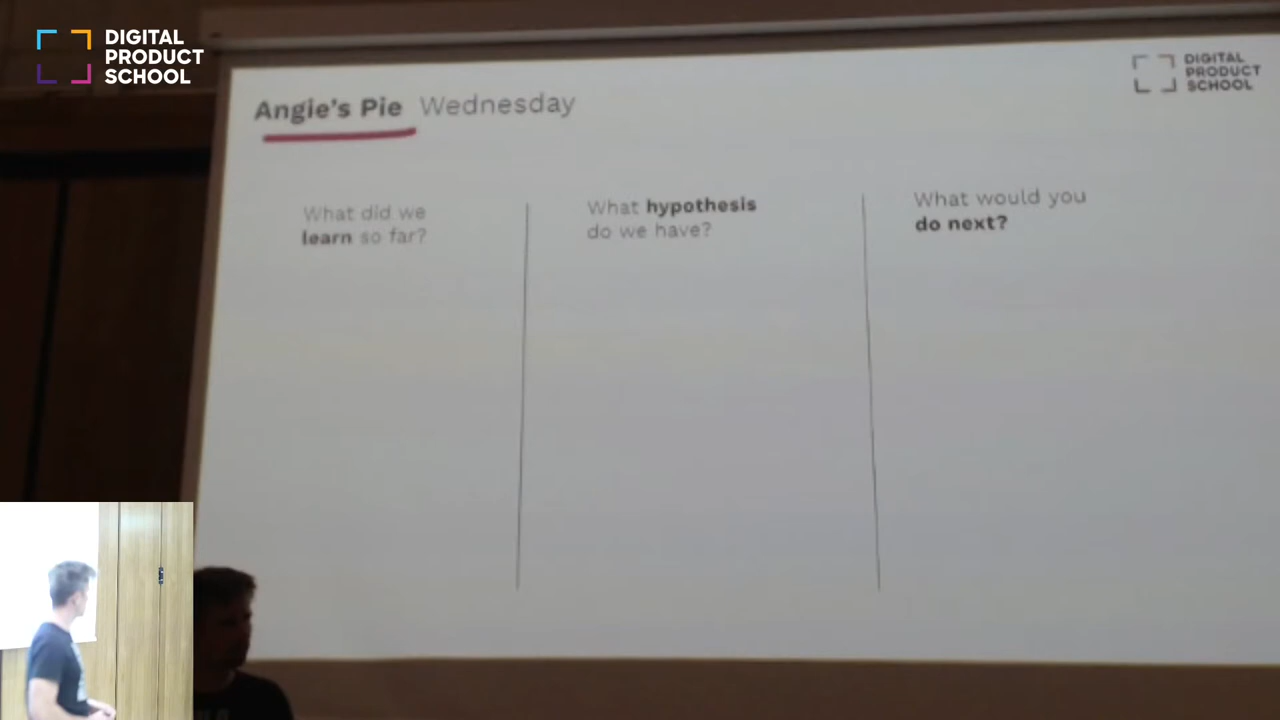 DIGITAL
PRODUCT
SCHOOL
DIGITAL
PRODUCT
SCHOOL
Angie's Pie Wednesday
What did we
learn so far?
What hypothesis
do we have?
What would you
do next?